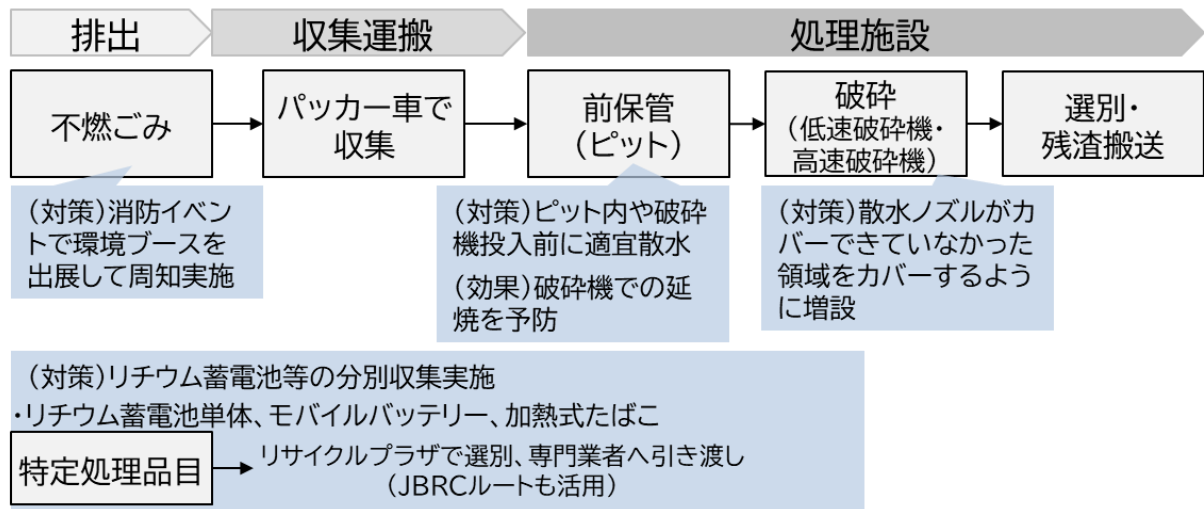 排出
収集運搬
処理施設
不燃ごみ
パッカー車で
収集
前保管
(ピット)
破砕
(低速破砕機・
高速破砕機)
選別・
残渣搬送
(対策)消防イベン
トで環境ブースを
出展して周知実施
(対策)ピット内や破砕
機投入前に適宜散水
(効果)破砕機での延
焼を予防
(対策)散水ノズルがカ
バーできていなかった
領域をカバーするよう
に増設
(対策)リチウム蓄電池等の分別収集実施
・リチウム蓄電池単体、モバイルバッテリー、加熱式たばこ
特定処理品目
リサイクルプラザで選別、専門業者へ引き渡し
(JBRCルートも活用)